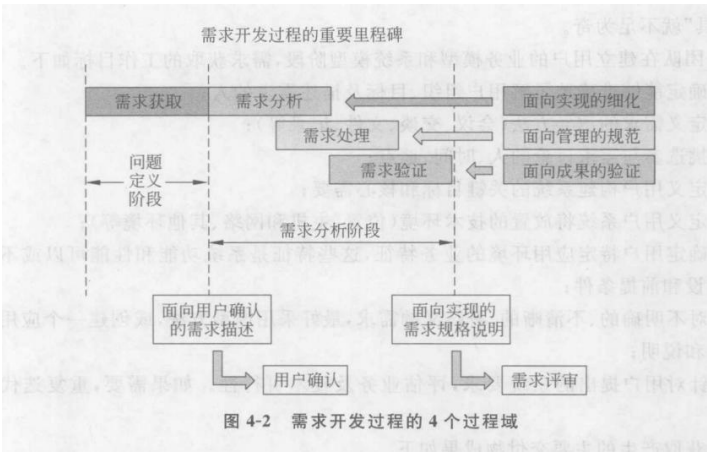 需求开发过程的重要里程碑
需求获取 需求分析 面向实现的细化
需求处理 面向管理的规范
需求验证 面向成果的验证
问题
定义
阶段
需求分析阶段
面向用户确认
的需求描述
面向实现的
需求规格说明
用户确认
需求评审
图 4-2 需求开发过程的 4 个过程域